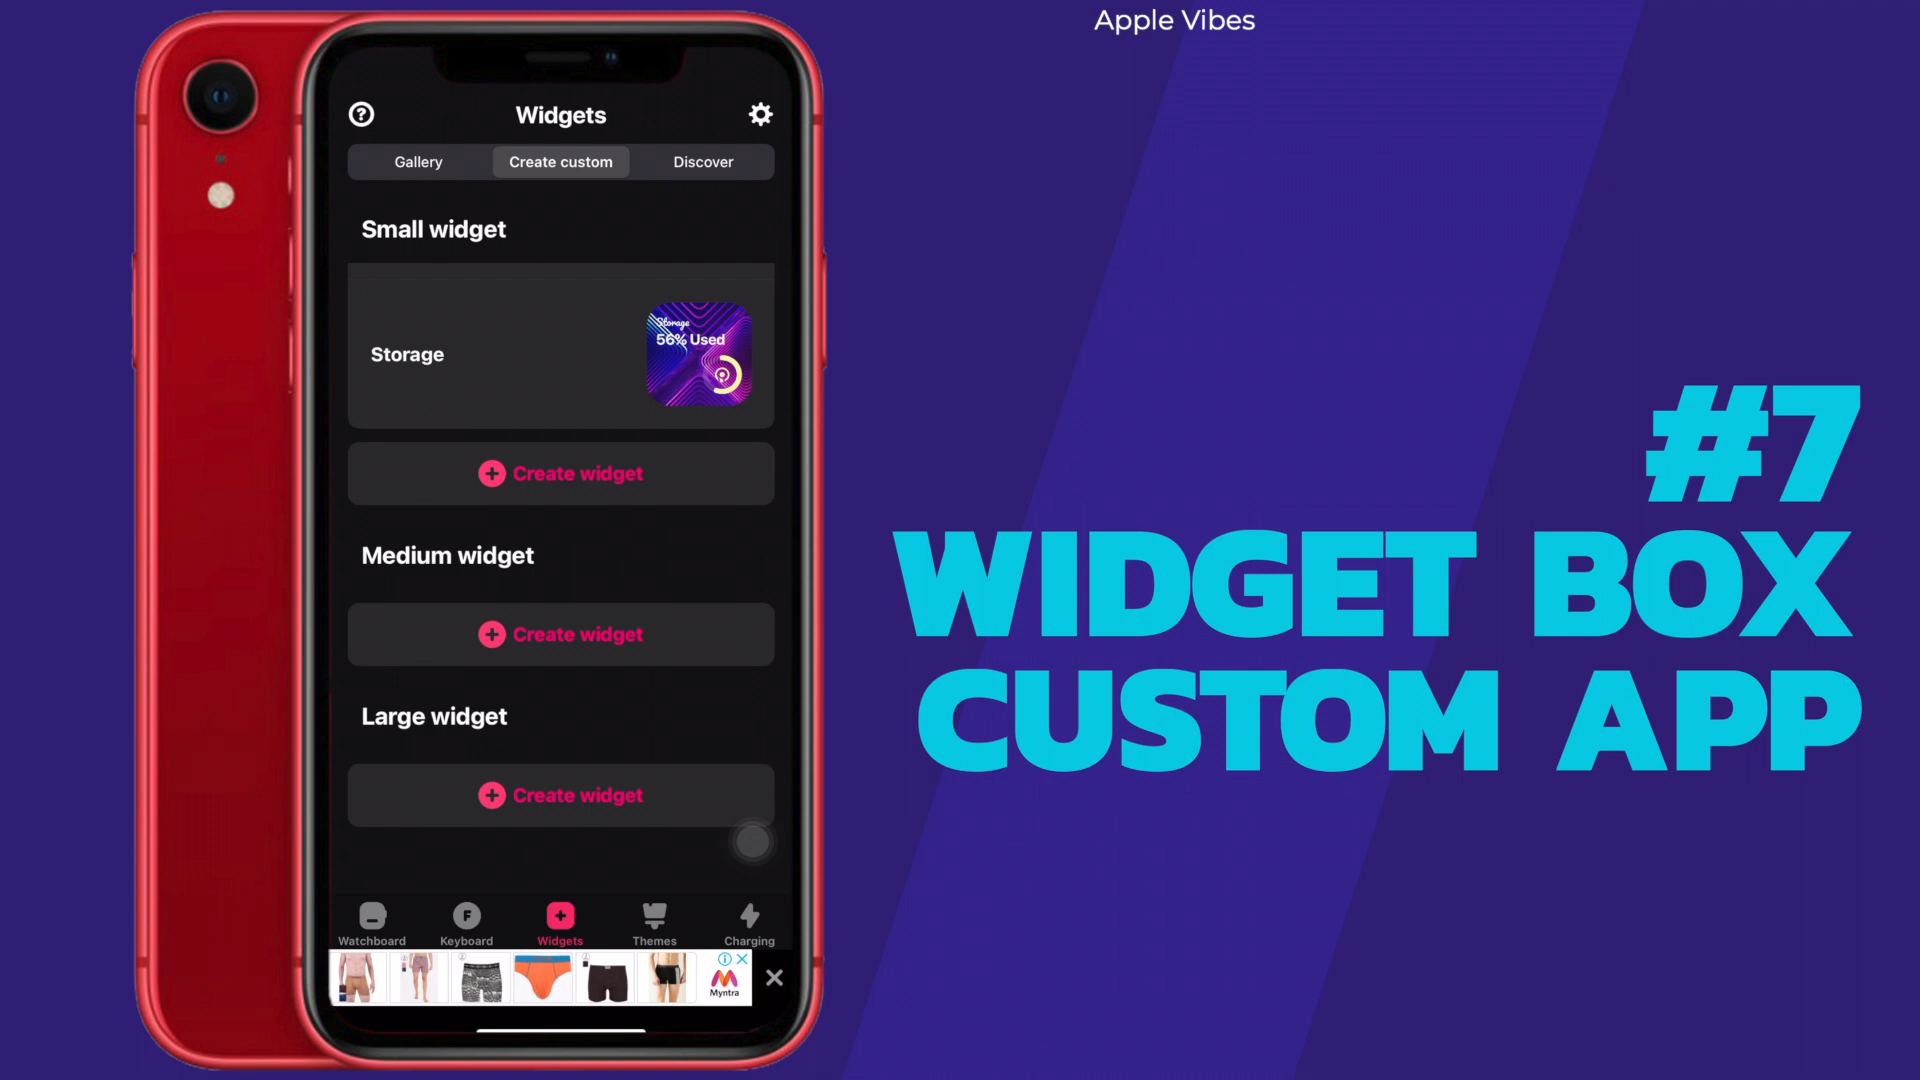 Apple Vibes
Widgets
Gallery
Create custom
Discover
Small widget
Storage
Storage
56% Used
Create widget
Medium widget
Create widget
Large widget
Create widget
Watchboard
Keyboard
Widgets
Themes
Charging
Myntra
#7
WIDGET BOX
CUSTOM APP